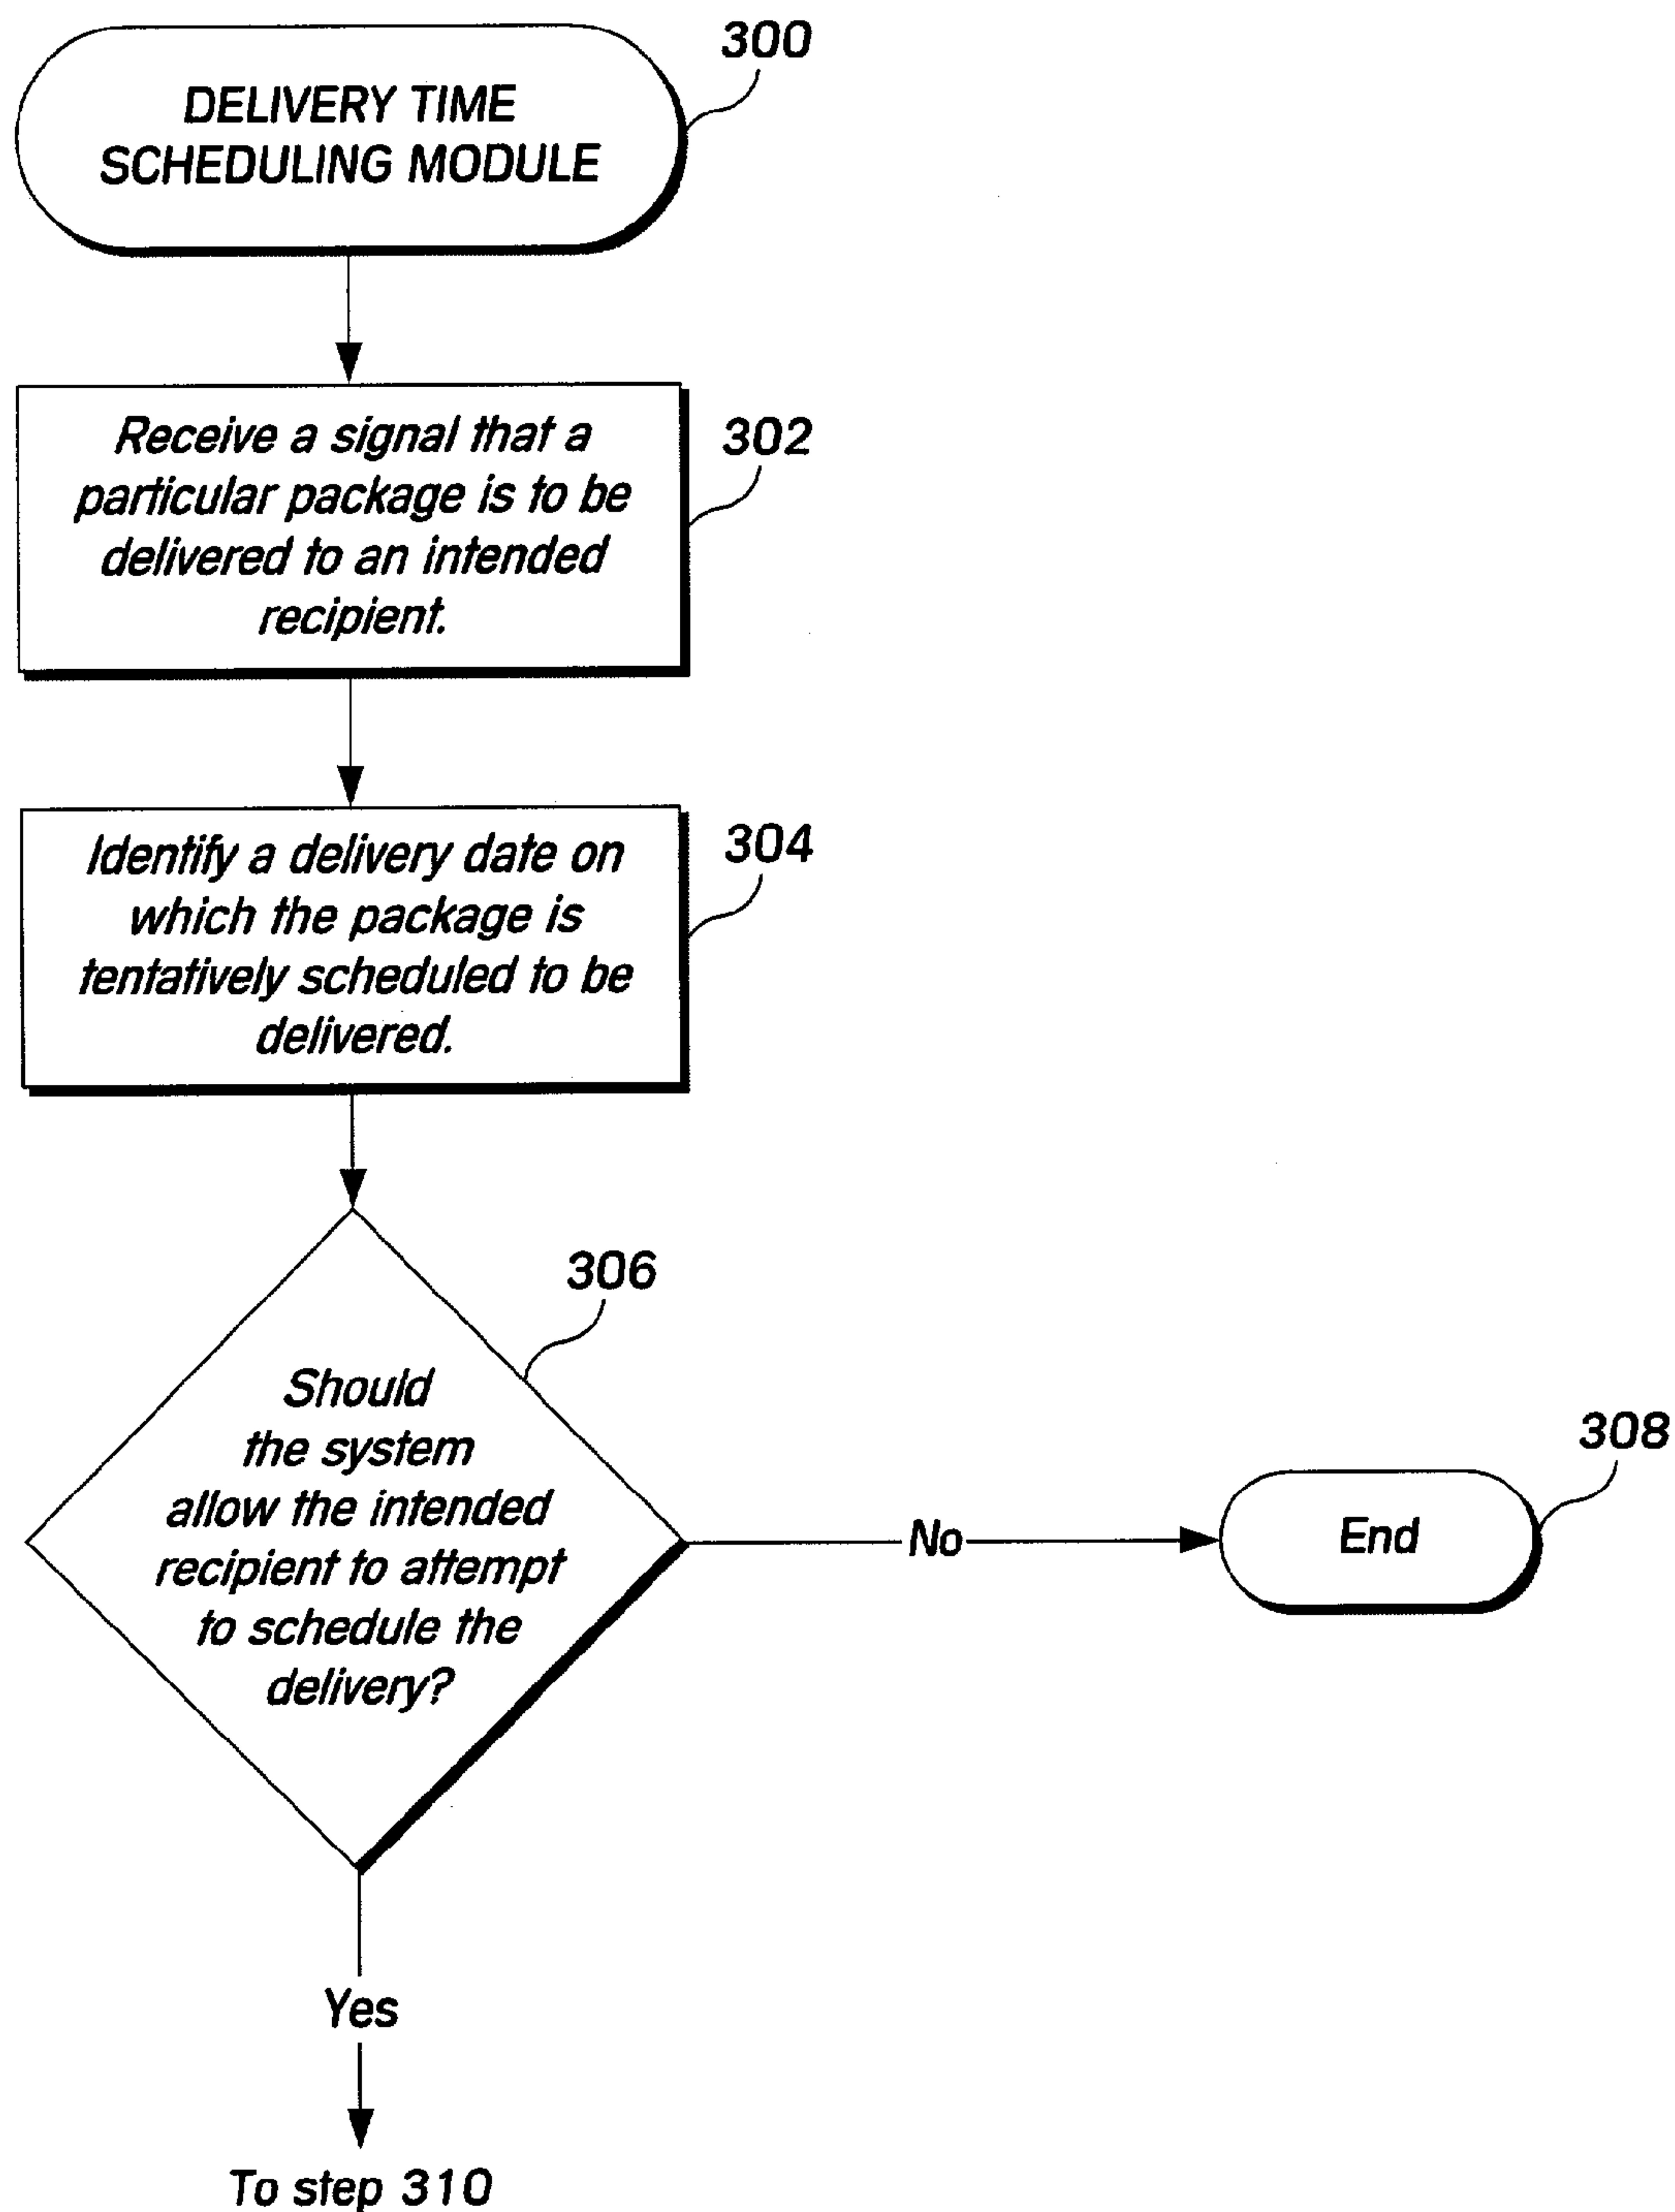 300
DELIVERY TIME
SCHEDULING MODULE
302
Receive a signal that a
particular package is to be
delivered to an intended
recipient.
304
Identify a delivery date on
which the package is
tentatively scheduled to be
delivered.
306
Should
the system
allow the intended
recipient to attempt
to schedule the
delivery?
No
308
End
Yes
To step 310